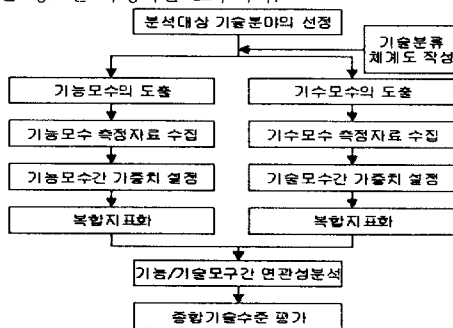 분석대상 기술분야의 선정
기술분류
체계도 작성
기능모수의 도출
기수모수의 도출
기능모수 측정자료 수집
기수모수 측정자료 수집
기능모수간 가중치 설정
기술모수간 가중치 설정
복합지표화
복합지표화
기능/기술모구간 연관성분석
종합기술수준 평가